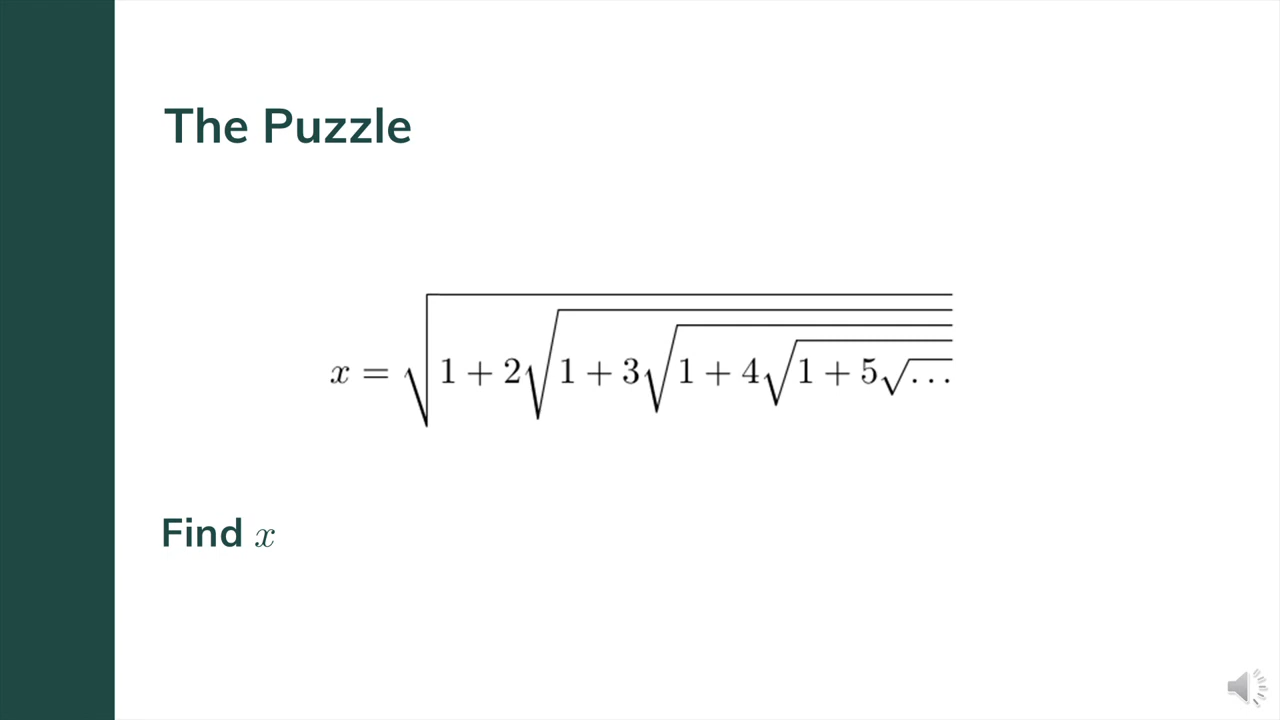 The Puzzle
x = √(1 + 2√(1 + 3√(1 + 4√(1 + 5√(...)))))
Find x